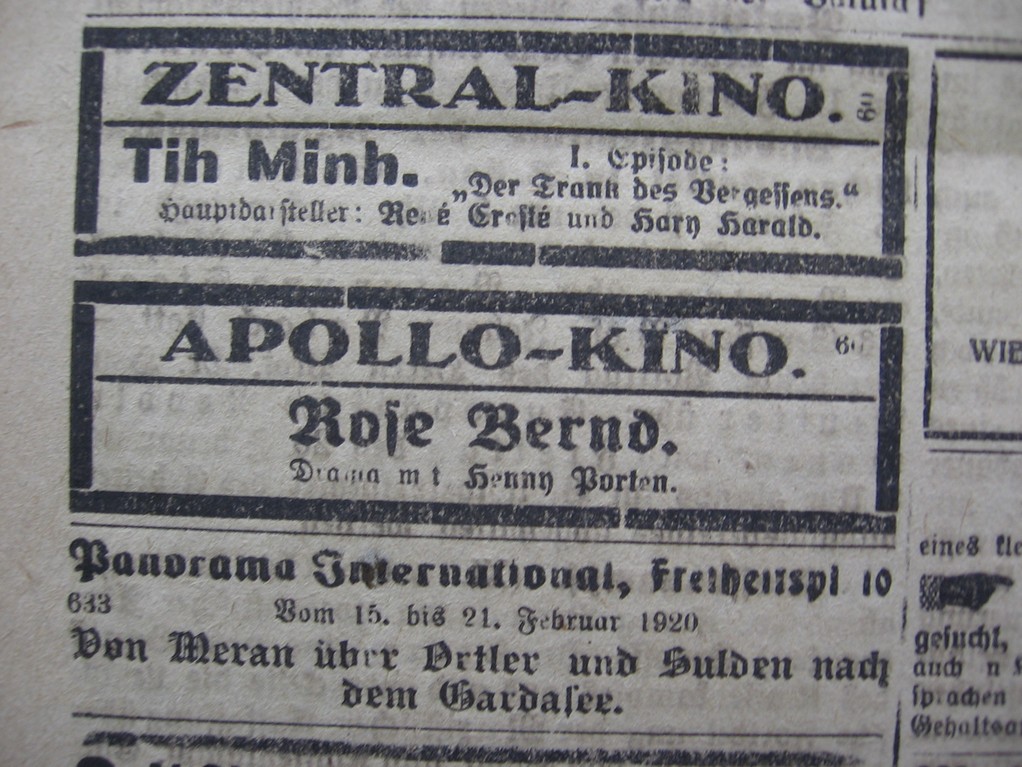 ZENTRAL-KINO.
Tih Minh.
I. Episode:
„Der Trank des Vergessens.“
Hauptdarsteller: René Cresté und Harry Harald.
APOLLO-KINO.
Rose Bernd.
Drama mit Henny Porten.
Panorama International, Freiheitspl 10
633
Vom 15. bis 21. Februar 1920
Von Meran über Ortler und Sulden nach
dem Gardasee.
WIE
eines
gesucht,
auch
sprachen